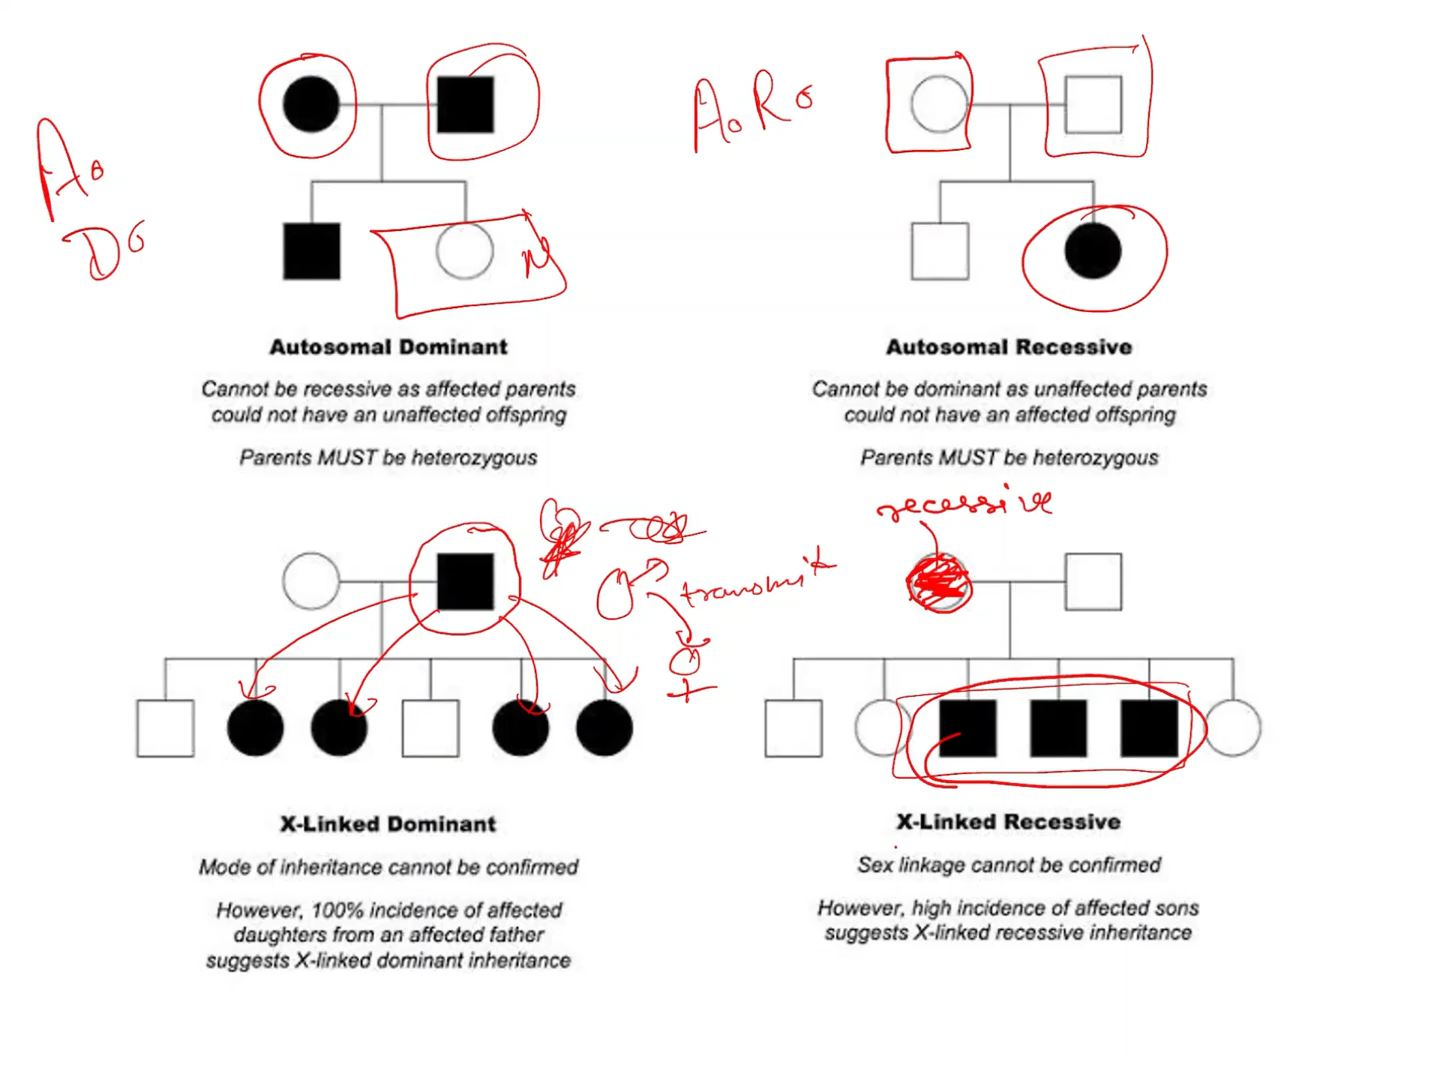 Ao
Do
N
Autosomal Dominant
Cannot be recessive as affected parents
could not have an unaffected offspring
Parents MUST be heterozygous
AoRo
Autosomal Recessive
Cannot be dominant as unaffected parents
could not have an affected offspring
Parents MUST be heterozygous
transmit
X-Linked Dominant
Mode of inheritance cannot be confirmed
However, 100% incidence of affected
daughters from an affected father
suggests X-linked dominant inheritance
recessive
X-Linked Recessive
Sex linkage cannot be confirmed
However, high incidence of affected sons
suggests X-linked recessive inheritance